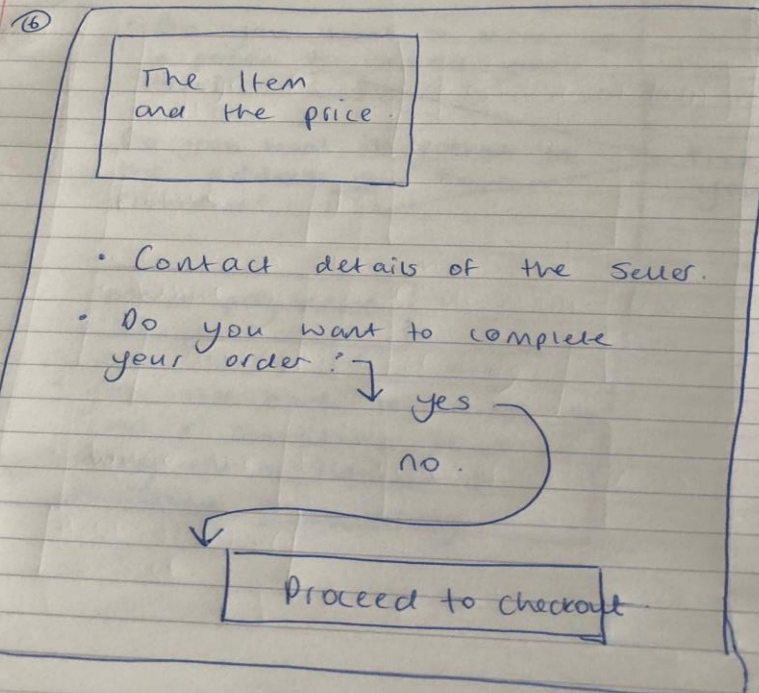 16
The Item
and the price.
• Contact details of the seller.
• Do you want to complete
your order?
yes
no.
Proceed to checkout